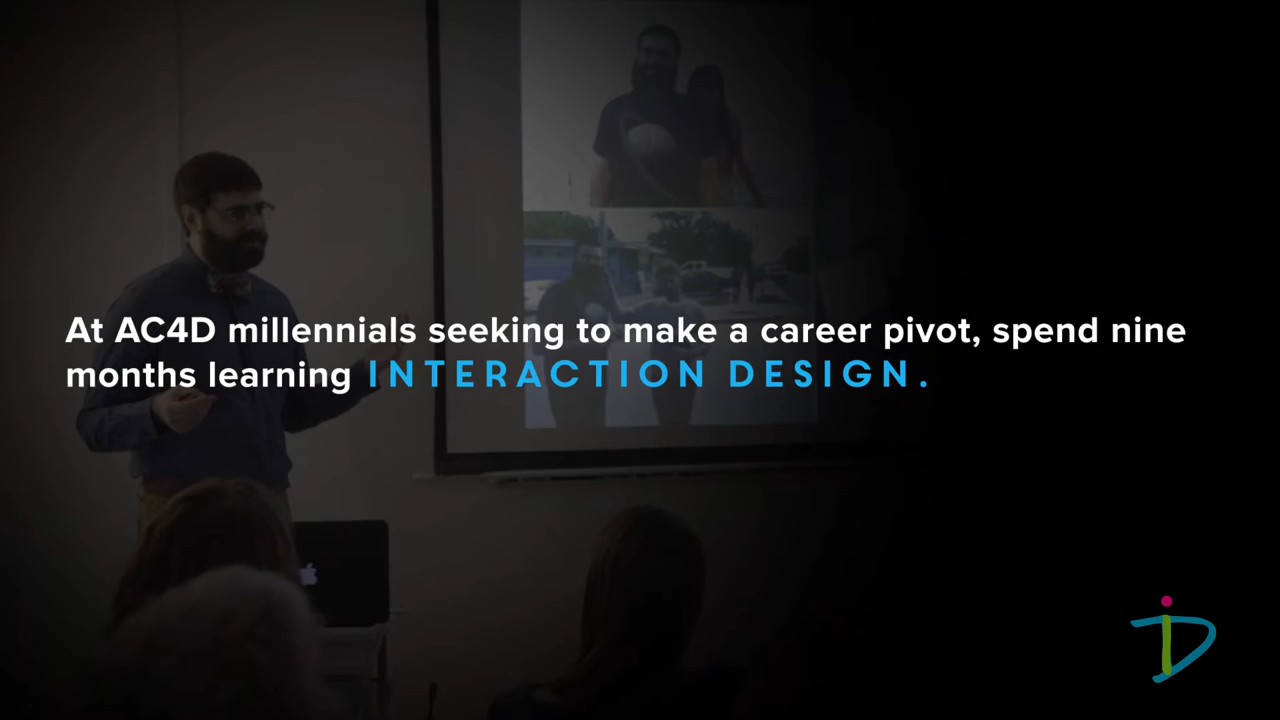 At AC4D millennials seeking to make a career pivot, spend nine
months learning INTERACTION DESIGN.